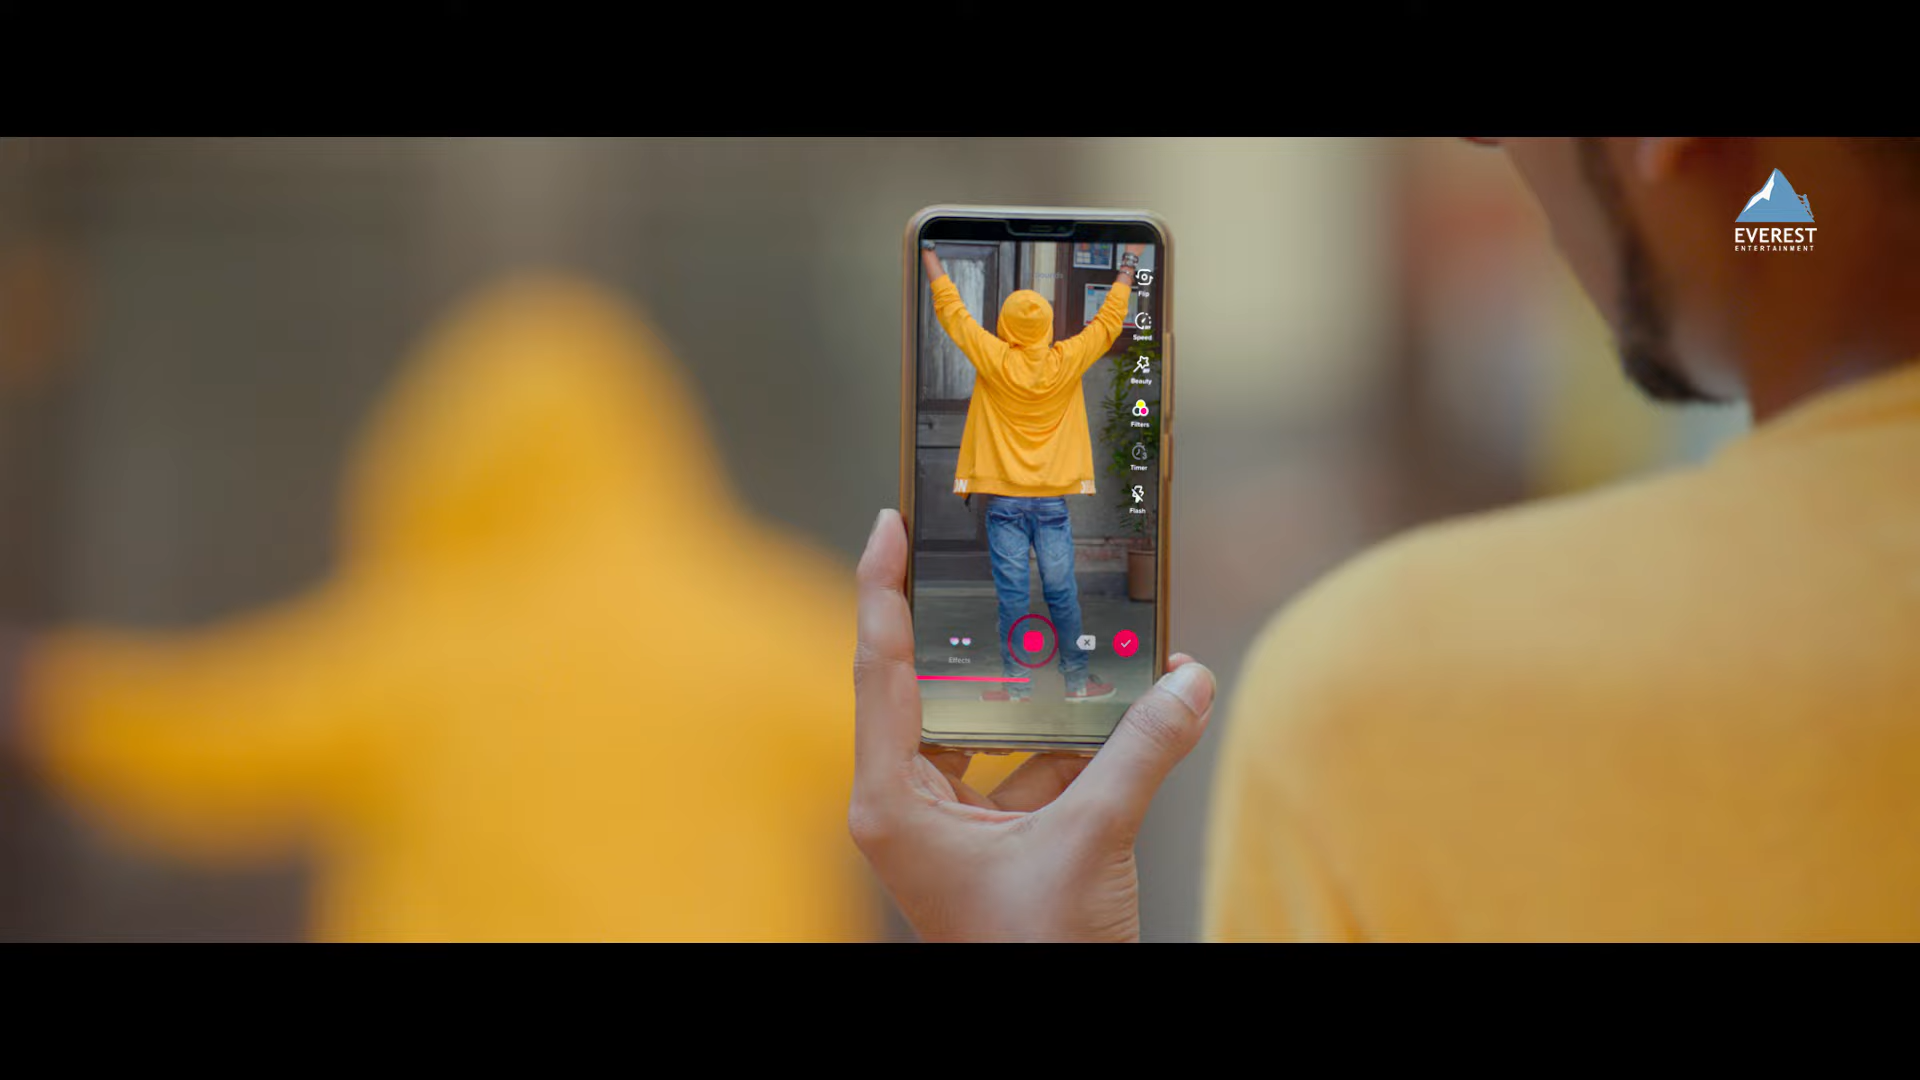 EVEREST
ENTERTAINMENT
Flip
Speed
Beauty
Filters
Timer
Flash
Effects